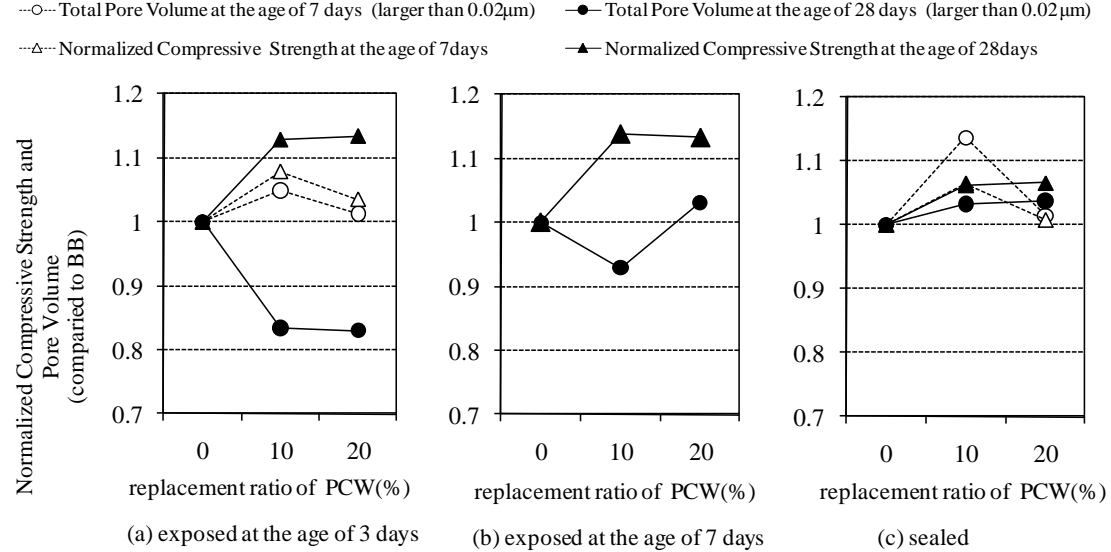 Total Pore Volume at the age of 7 days (larger than 0.02μm)
Total Pore Volume at the age of 28 days (larger than 0.02μm)
Normalized Compressive Strength at the age of 7days
Normalized Compressive Strength at the age of 28days
Normalized Compressive Strength and
Pore Volume
(comparied to BB)
1.2
1.1
1
0.9
0.8
0.7
0 10 20
replacement ratio of PCW(%)
(a) exposed at the age of 3 days
1.2
1.1
1
0.9
0.8
0.7
0 10 20
replacement ratio of PCW(%)
(b) exposed at the age of 7 days
1.2
1.1
1
0.9
0.8
0.7
0 10 20
replacement ratio of PCW(%)
(c) sealed